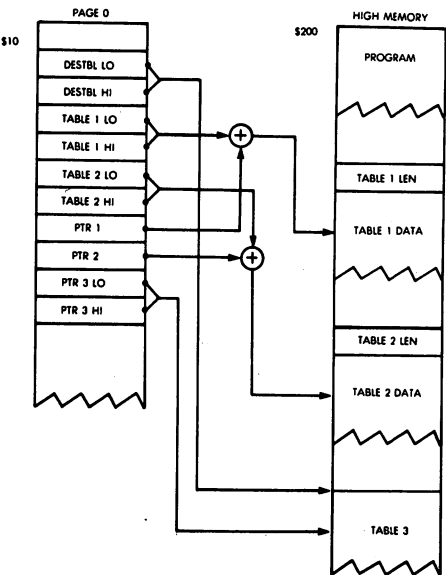 PAGE 0
$10
DESTBL LO
DESTBL HI
TABLE 1 LO
TABLE 1 HI
TABLE 2 LO
TABLE 2 HI
PTR 1
PTR 2
PTR 3 LO
PTR 3 HI
+
+
HIGH MEMORY
$200
PROGRAM
TABLE 1 LEN
TABLE 1 DATA
TABLE 2 LEN
TABLE 2 DATA
TABLE 3